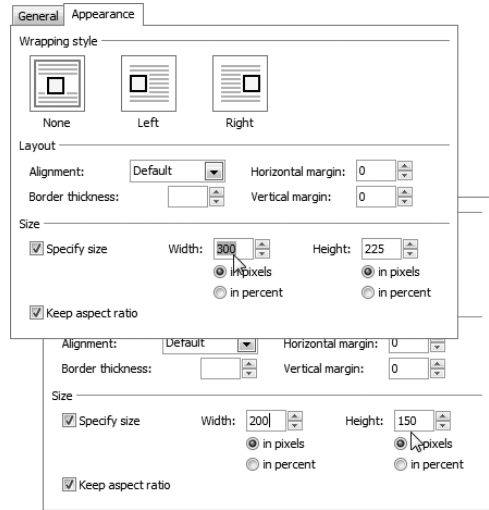 General Appearance
Wrapping style
None Left Right
Layout
Alignment: Default Horizontal margin: 0
Border thickness: Vertical margin: 0
Size
Specify size Width: 300 Height: 225
in pixels in pixels
in percent in percent
Keep aspect ratio
Alignment: Default Horizontal margin: 0
Border thickness: Vertical margin: 0
Size
Specify size Width: 200 Height: 150
in pixels in pixels
in percent in percent
Keep aspect ratio